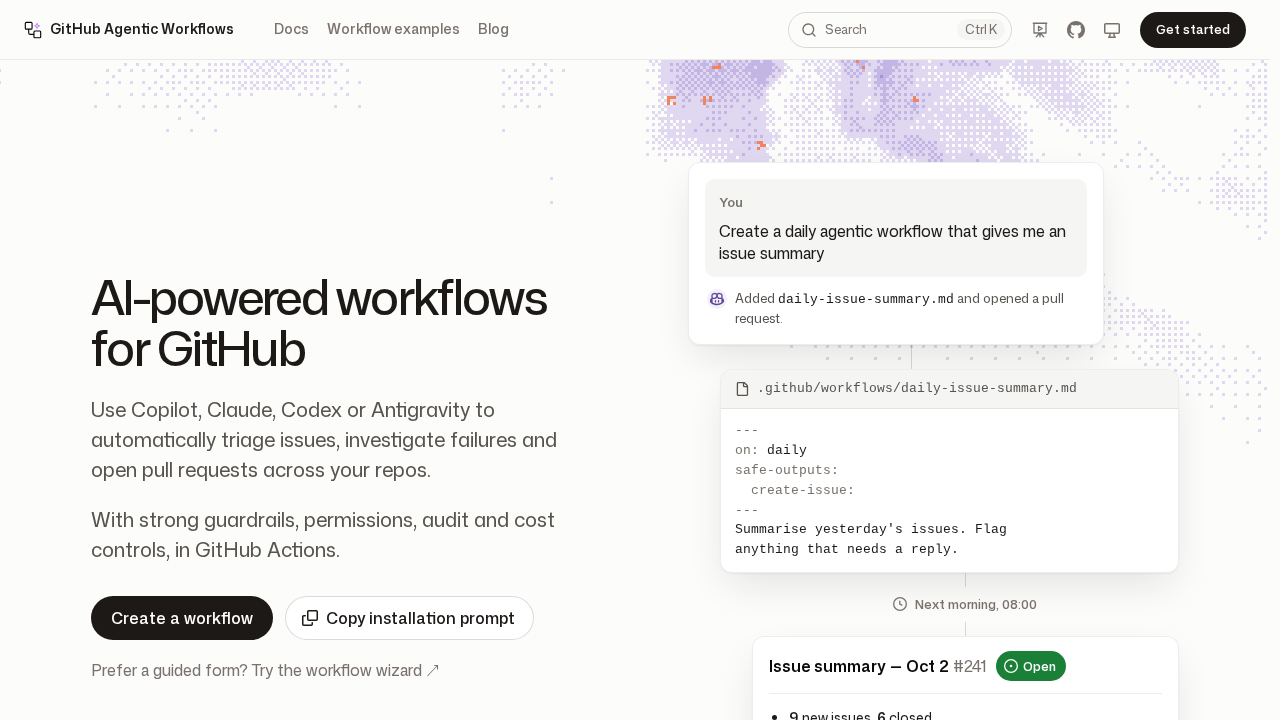 GitHub Agentic Workflows
Docs
Workflow examples
Blog
Search
Ctrl K
Get started
AI-powered workflows
for GitHub
Use Copilot, Claude, Codex or Antigravity to
automatically triage issues, investigate failures and
open pull requests across your repos.
With strong guardrails, permissions, audit and cost
controls, in GitHub Actions.
Create a workflow
Copy installation prompt
Prefer a guided form? Try the workflow wizard ↗
You
Create a daily agentic workflow that gives me an
issue summary
Added daily-issue-summary.md and opened a pull
request.
.github/workflows/daily-issue-summary.md
---
on: daily
safe-outputs:
  create-issue:
---
Summarise yesterday's issues. Flag
anything that needs a reply.
Next morning, 08:00
Issue summary — Oct 2 #241
Open
• 9 new issues, 6 closed